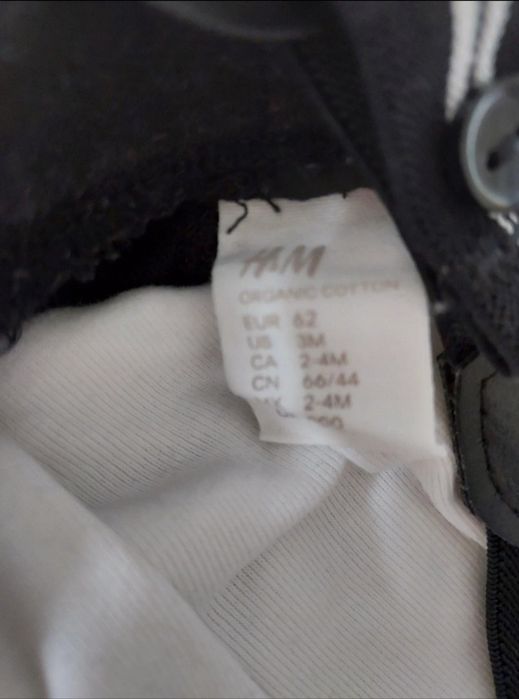 H&M
ORGANIC COTTON
EUR 62
US 3M
CA 2-4M
CN 66/44
2-4M